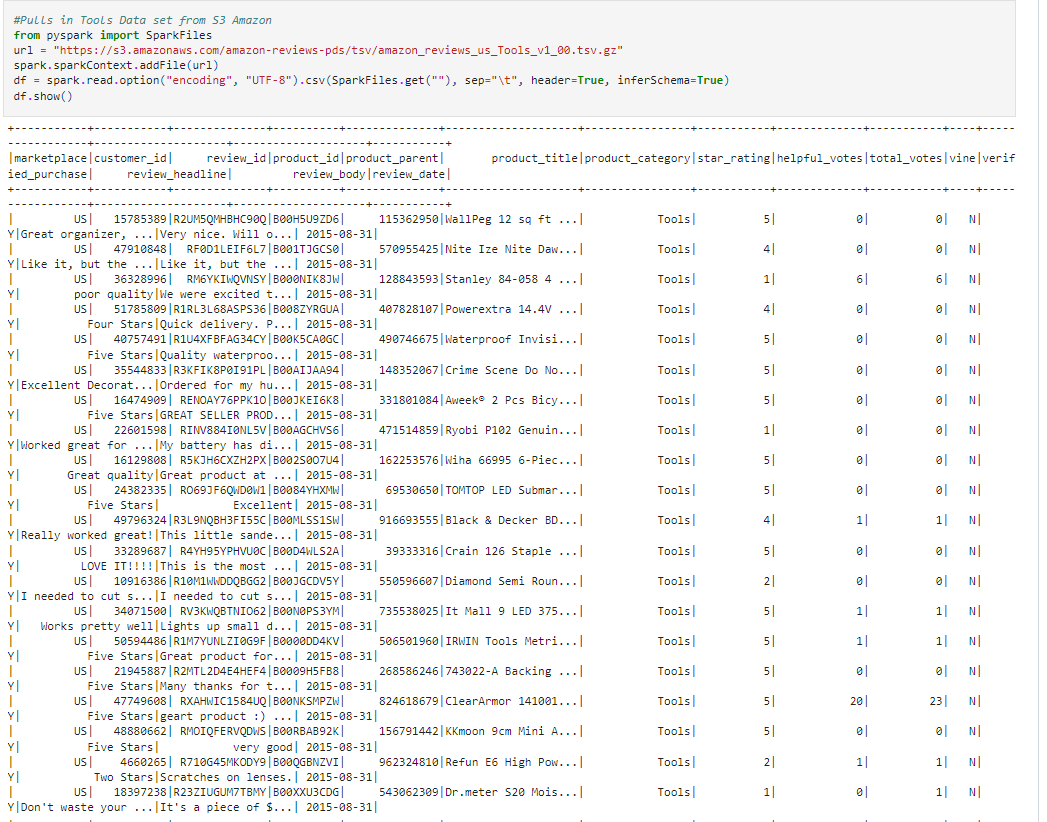 #Pulls in Tools Data set from S3 Amazon
from pyspark import SparkFiles
url = "https://s3.amazonaws.com/amazon-reviews-pds/tsv/amazon_reviews_us_Tools_v1_00.tsv.gz"
spark.sparkContext.addFile(url)
df = spark.read.option("encoding", "UTF-8").csv(SparkFiles.get(""), sep="\t", header=True, inferSchema=True)
df.show()
+-----------+-----------+--------------+----------+--------------+--------------------+----------------+-----------+-------------+-----------+----+-----
------------+--------------------+--------------------+-----------+
|marketplace|customer_id|     review_id|product_id|product_parent|       product_title|product_category|star_rating|helpful_votes|total_votes|vine|verif
ied_purchase|     review_headline|         review_body|review_date|
+-----------+-----------+--------------+----------+--------------+--------------------+----------------+-----------+-------------+-----------+----+-----
------------+--------------------+--------------------+-----------+
|         US|   15785389|R2UM5QMHBHC90Q|B00H5U9ZD6|     115362950|WallPeg 12 sq ft ...|           Tools|          5|            0|          0|   N|
Y|Great organizer, ...|Very nice. Will o...| 2015-08-31|
|         US|   47910848| RF0D1LEIF6L7|B001TJGCS0|     570955425|Nite Ize Nite Daw...|           Tools|          4|            0|          0|   N|
Y|Like it, but the ...|Like it, but the ...| 2015-08-31|
|         US|   36328996| RM6YKIWQVNSY|B000NIK8JW|     128843593|Stanley 84-058 4 ...|           Tools|          1|            6|          6|   N|
Y|        poor quality|We were excited t...| 2015-08-31|
|         US|   51785809|R1RL3L68ASPS36|B008ZYRGUA|     407828107|Powerextra 14.4V ...|           Tools|          4|            0|          0|   N|
Y|          Four Stars|Quick delivery. P...| 2015-08-31|
|         US|   40757491|R1U4XFBFAG34CY|B00K5CA0GC|     490746675|Waterproof Invisi...|           Tools|          5|            0|          0|   N|
Y|          Five Stars|Quality waterproo...| 2015-08-31|
|         US|   35544833|R3KFIK8P0I91PL|B00AIJAA94|     148352067|Crime Scene Do No...|           Tools|          5|            0|          0|   N|
Y|Excellent Decorat...|Ordered for my hu...| 2015-08-31|
|         US|   16474909| RENOAY76PPK1O|B00JKEI6K8|     331801084|Aweek® 2 Pcs Bicy...|           Tools|          5|            0|          0|   N|
Y|          Five Stars|GREAT SELLER PROD...| 2015-08-31|
|         US|   22601598| RINV884I0NL5V|B00AGCHVS6|     471514859|Ryobi P102 Genuin...|           Tools|          1|            0|          0|   N|
Y|Worked great for ...|My battery has di...| 2015-08-31|
|         US|   16129808| R5KJH6CXZH2PX|B002S0O7U4|     162253576|Wiha 66995 6-Piec...|           Tools|          5|            0|          0|   N|
Y|       Great quality|Great product at ...| 2015-08-31|
|         US|   24382335| RO69JF6QWD0W1|B0084YHXMW|      69530650|TOMTOP LED Submar...|           Tools|          5|            0|          0|   N|
Y|          Five Stars|           Excellent| 2015-08-31|
|         US|   49796324|R3L9NQBH3FI55C|B00MLSS1SW|     916693555|Black & Decker BD...|           Tools|          4|            1|          1|   N|
Y|Really worked great!|This little sande...| 2015-08-31|
|         US|   33289687| R4YH95YPHVU0C|B00D4WLS2A|      39333316|Crain 126 Staple ...|           Tools|          5|            0|          0|   N|
Y|         LOVE IT!!!!|This is the most ...| 2015-08-31|
|         US|   10916386|R10M1WWDDQBGG2|B00JGCDV5Y|     550596607|Diamond Semi Roun...|           Tools|          2|            0|          0|   N|
Y|I needed to cut s...|I needed to cut s...| 2015-08-31|
|         US|   34071500| RV3KWQBTNIO62|B00N0PS3YM|     735538025|It Mall 9 LED 375...|           Tools|          5|            1|          1|   N|
Y|   Works pretty well|Lights up small d...| 2015-08-31|
|         US|   50594486|R1M7YUNLZI0G9F|B0000DD4KV|     506501960|IRWIN Tools Metri...|           Tools|          5|            1|          1|   N|
Y|          Five Stars|Great product for...| 2015-08-31|
|         US|   21945887|R2MTL2D4E4HEF4|B0009H5FB8|     268586246|743022-A Backing ...|           Tools|          5|            0|          0|   N|
Y|          Five Stars|Many thanks for t...| 2015-08-31|
|         US|   47749608| RXAHWIC1584UQ|B00NKSMPZW|     824618679|ClearArmor 141001...|           Tools|          5|           20|         23|   N|
Y|          Five Stars|geart product :) ...| 2015-08-31|
|         US|   48880662| RMOIQFERVQDWS|B00RBAB92K|     156791442|KKmoon 9cm Mini A...|           Tools|          5|            0|          0|   N|
Y|          Five Stars|           very good| 2015-08-31|
|         US|    4660265| R710G45MKODY9|B00QGBNZVI|     962324810|Refun E6 High Pow...|           Tools|          2|            1|          1|   N|
Y|           Two Stars|Scratches on lenses.| 2015-08-31|
|         US|   18397238|R23ZIUGUM7TBMY|B00XXU3CDG|     543062309|Dr.meter S20 Mois...|           Tools|          1|            0|          1|   N|
Y|Don't waste your ...|It's a piece of $...| 2015-08-31|